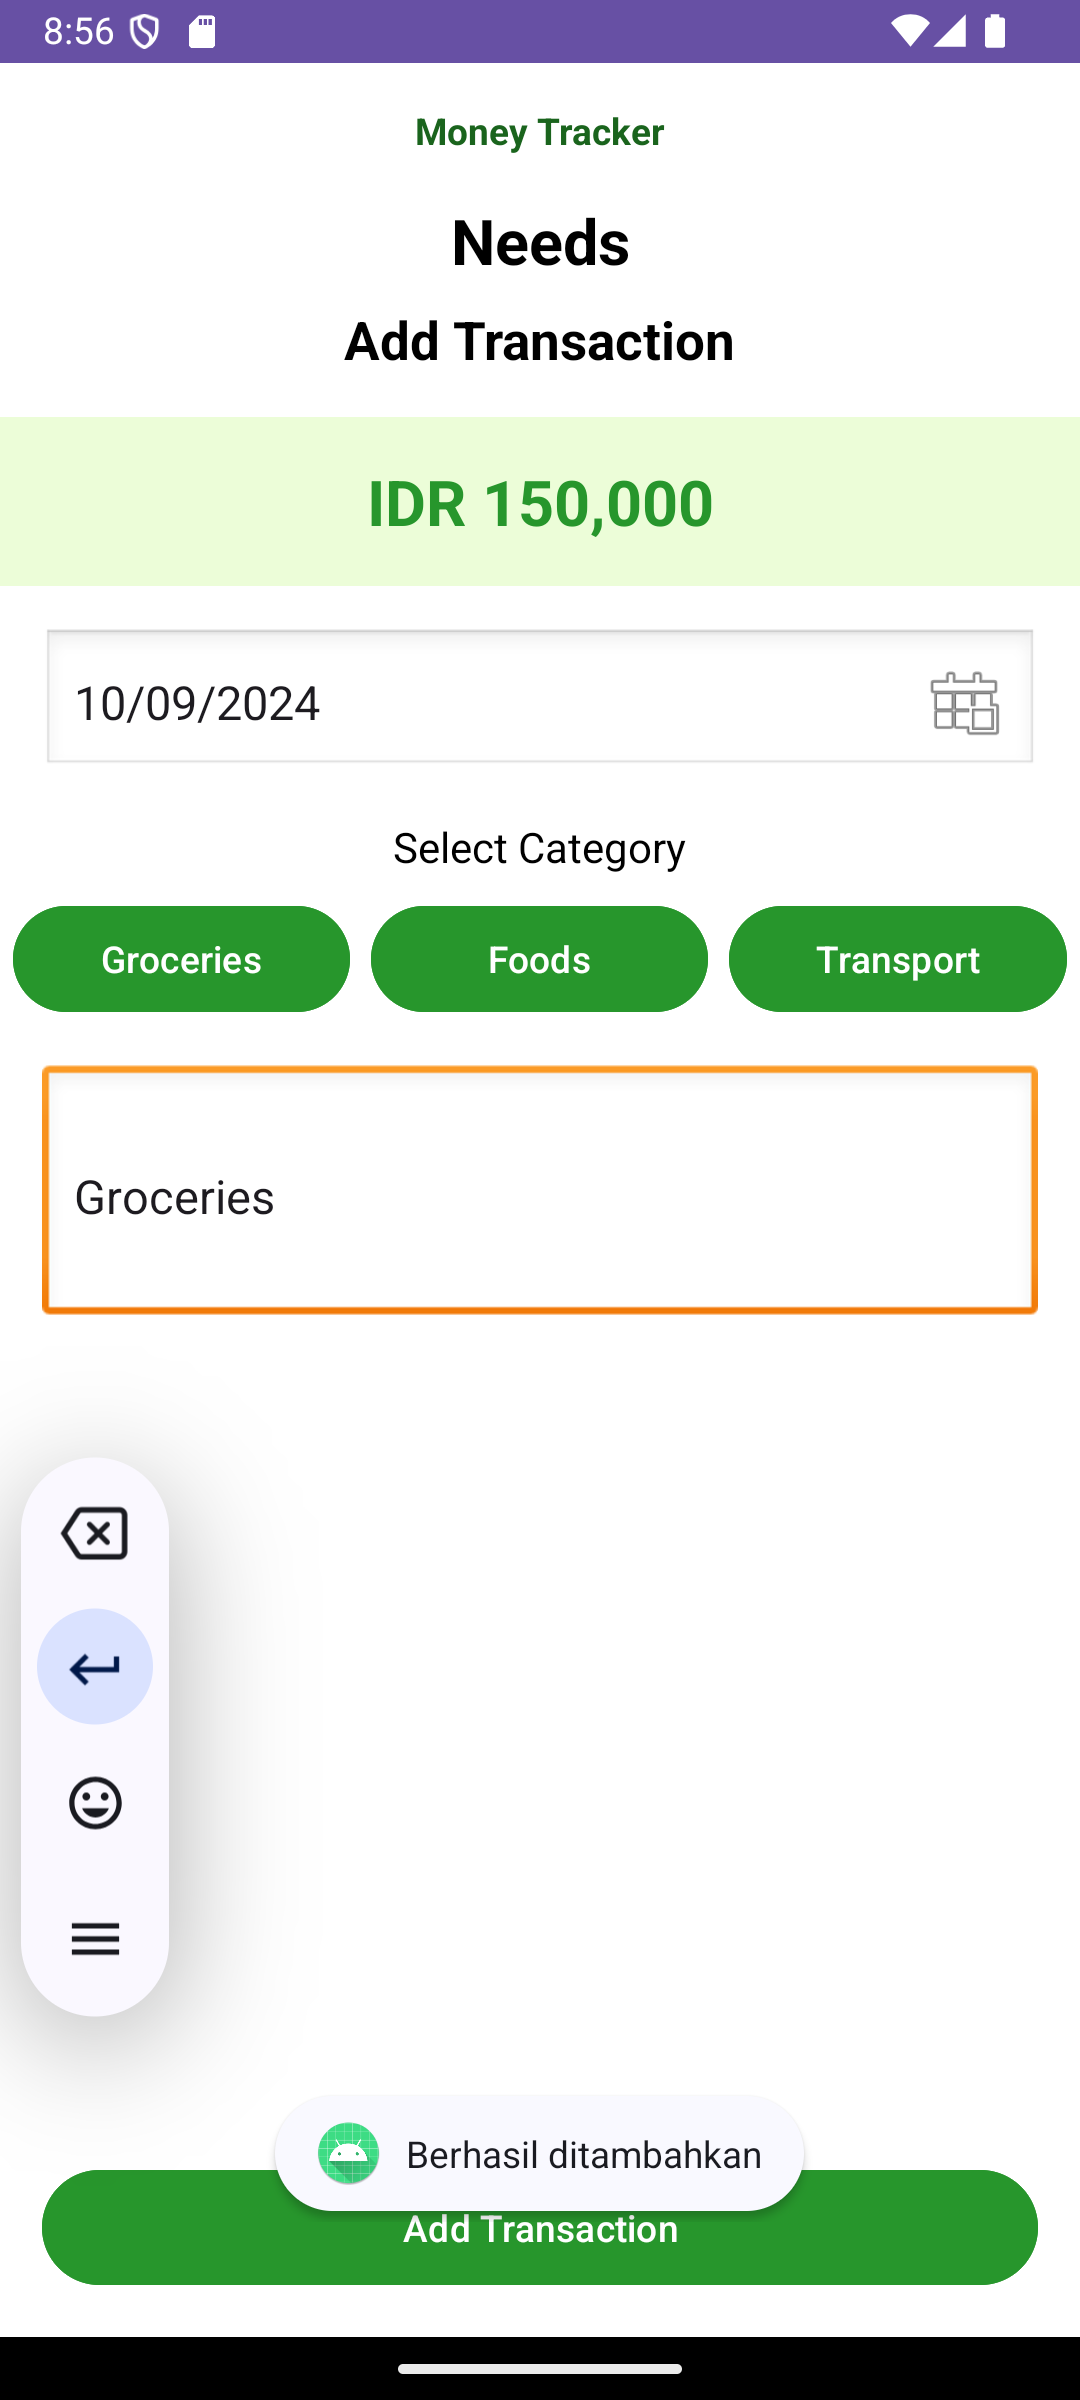 8:56
Money Tracker
Needs
Add Transaction
IDR 150,000
10/09/2024
Select Category
Groceries Foods Transport
Groceries
Berhasil ditambahkan
Add Transaction